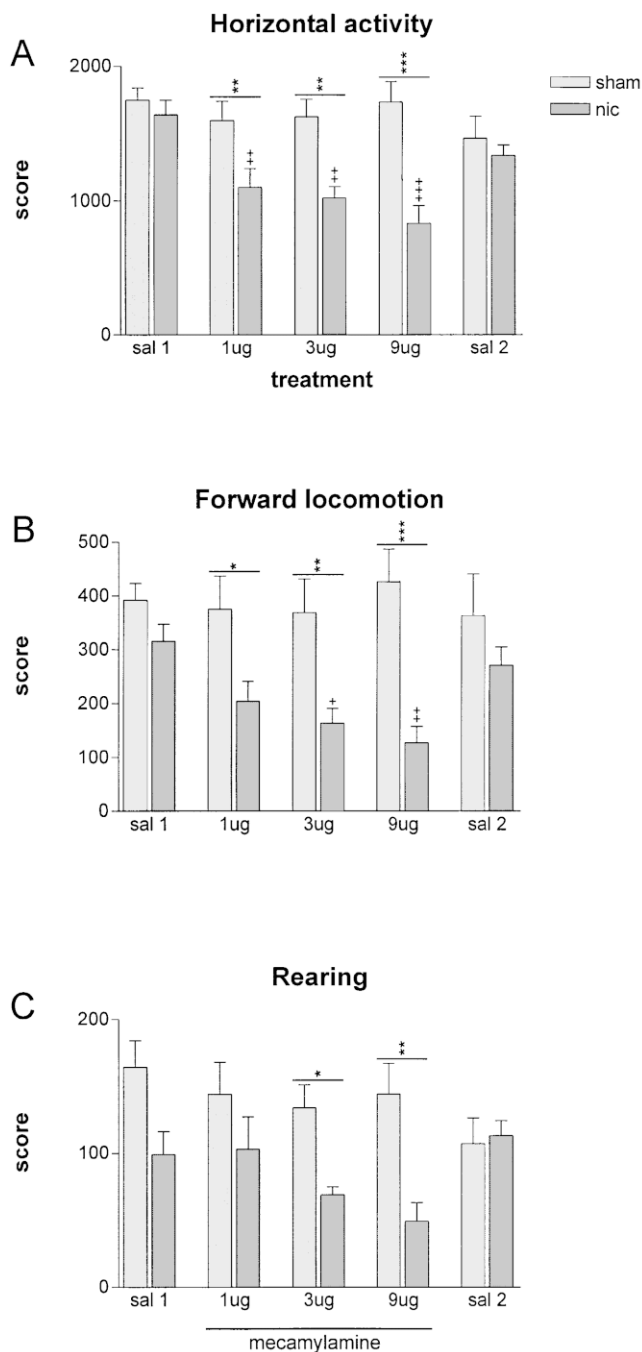 Horizontal activity
A
sham
nic
2000
1000
0
score
** ** ***
++ ++ +++
sal 1 1ug 3ug 9ug sal 2
treatment
Forward locomotion
B
500
400
300
200
100
0
score
* ** ***
+ ++
sal 1 1ug 3ug 9ug sal 2
Rearing
C
200
100
0
score
* **
sal 1 1ug 3ug 9ug sal 2
mecamylamine